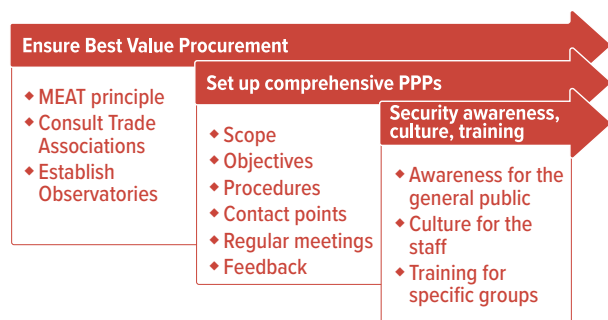 Ensure Best Value Procurement
◆ MEAT principle
◆ Consult Trade
Associations
◆ Establish
Observatories
Set up comprehensive PPPs
◆ Scope
◆ Objectives
◆ Procedures
◆ Contact points
◆ Regular meetings
◆ Feedback
Security awareness,
culture, training
◆ Awareness for the
general public
◆ Culture for the
staff
◆ Training for
specific groups